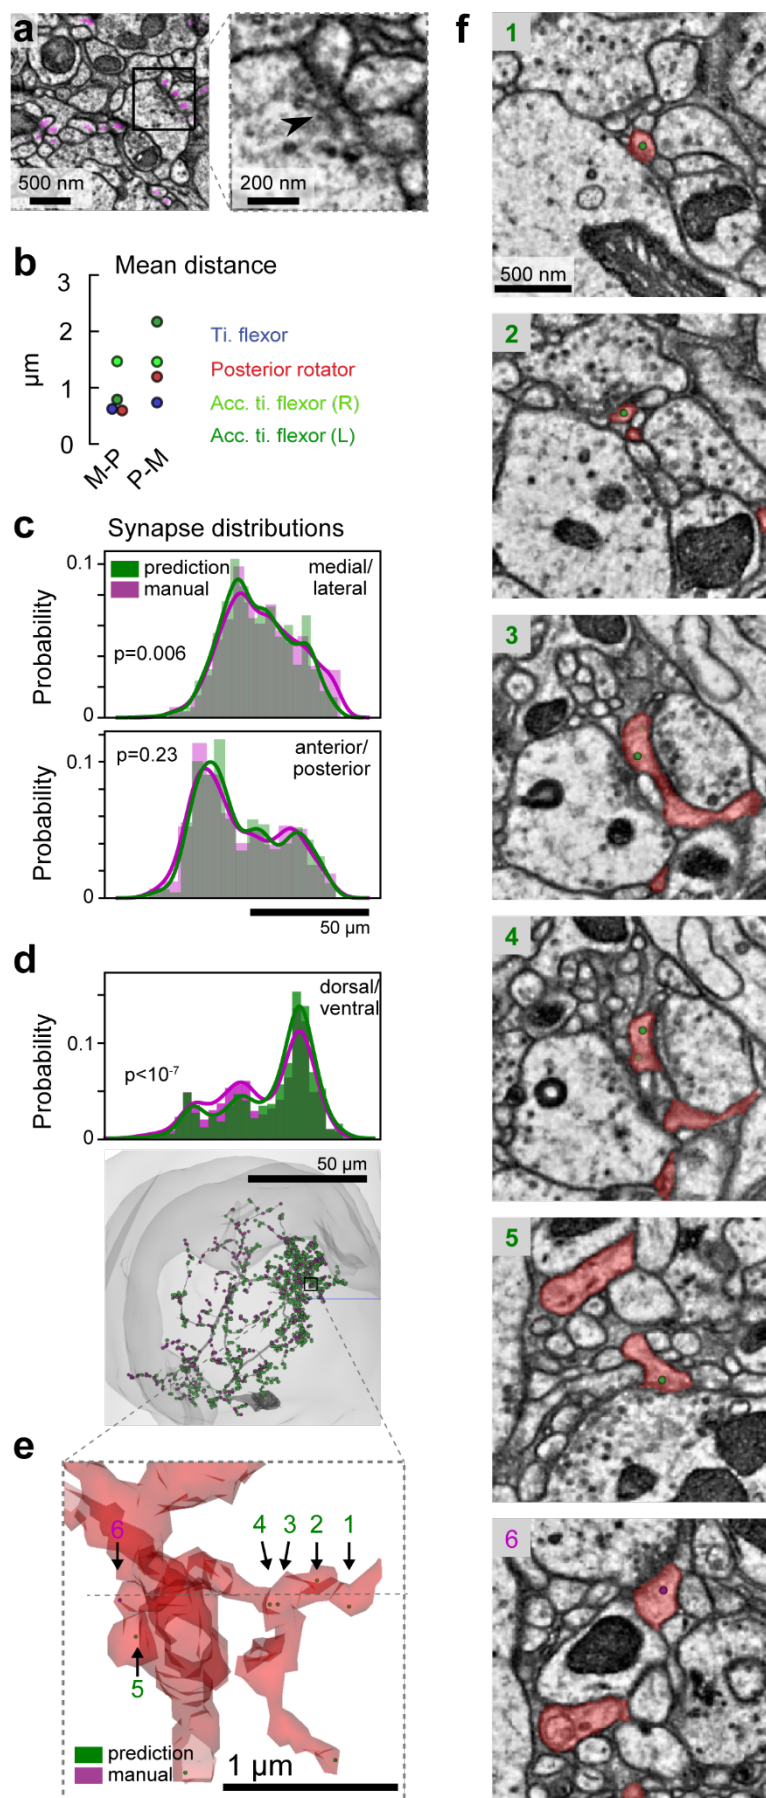 a
500 nm
200 nm
b
Mean distance
3
2
1
0
μm
M-P
P-M
Ti. flexor
Posterior rotator
Acc. ti. flexor (R)
Acc. ti. flexor (L)
c
Synapse distributions
0.1
0
Probability
prediction
manual
medial/
lateral
p=0.006
0.1
0
Probability
p=0.23
anterior/
posterior
50 μm
d
0.1
0
Probability
dorsal/
ventral
p<10-7
50 μm
e
6
4
3
2
1
5
prediction
manual
1 μm
f
1
500 nm
2
3
4
5
6